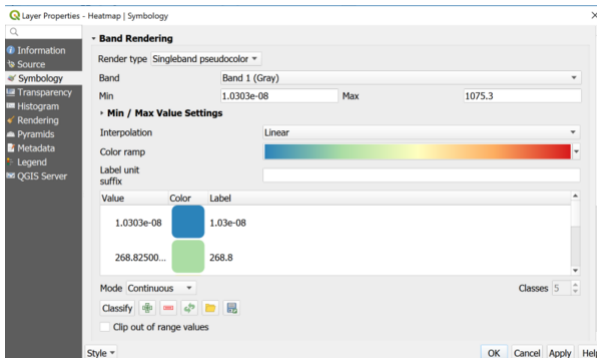 Layer Properties - Heatmap | Symbology
Information
Source
Symbology
Transparency
Histogram
Rendering
Pyramids
Metadata
Legend
QGIS Server
Band Rendering
Render type Singleband pseudocolor
Band Band 1 (Gray)
Min 1.0303e-08 Max 1075.3
Min / Max Value Settings
Interpolation Linear
Color ramp
Label unit
suffix
Value Color Label
1.0303e-08 1.03e-08
268.82500... 268.8
Mode Continuous Classes 5
Classify
Clip out of range values
Style OK Cancel Apply Help